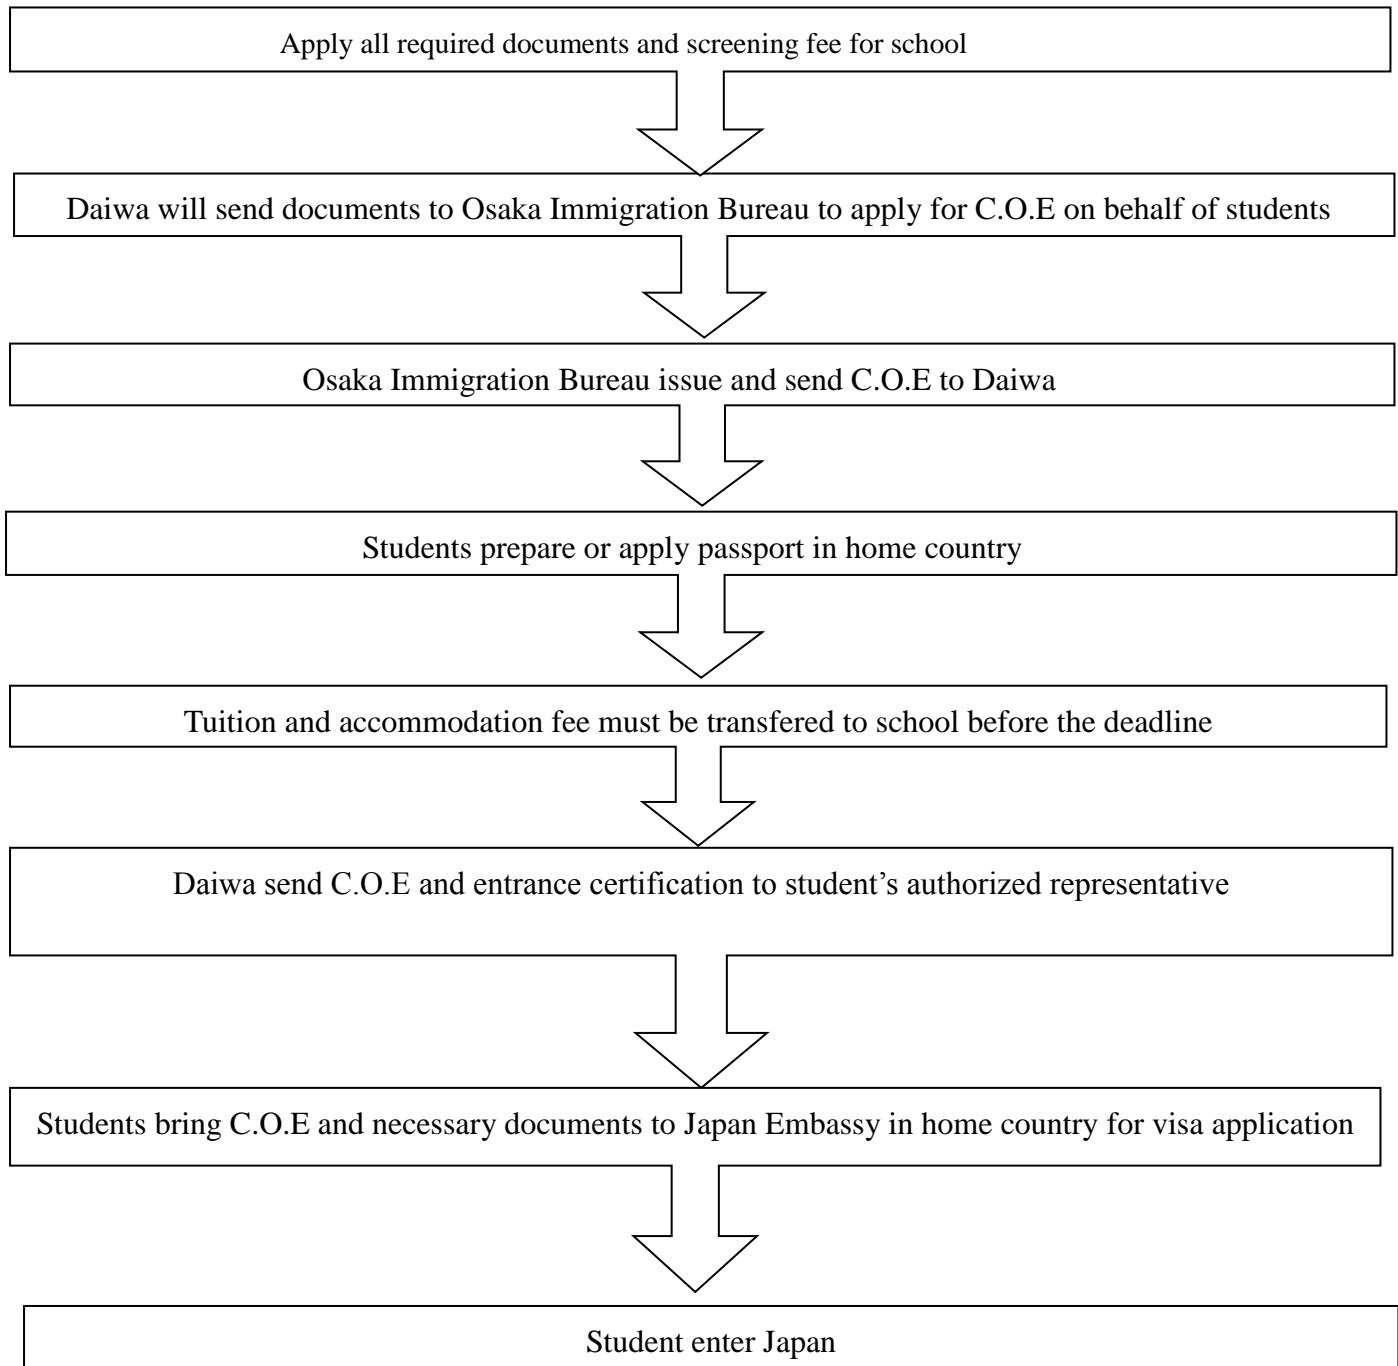 Apply all required documents and screening fee for school
Daiwa will send documents to Osaka Immigration Bureau to apply for C.O.E on behalf of students
Osaka Immigration Bureau issue and send C.O.E to Daiwa
Students prepare or apply passport in home country
Tuition and accommodation fee must be transfered to school before the deadline
Daiwa send C.O.E and entrance certification to student’s authorized representative
Students bring C.O.E and necessary documents to Japan Embassy in home country for visa application
Student enter Japan